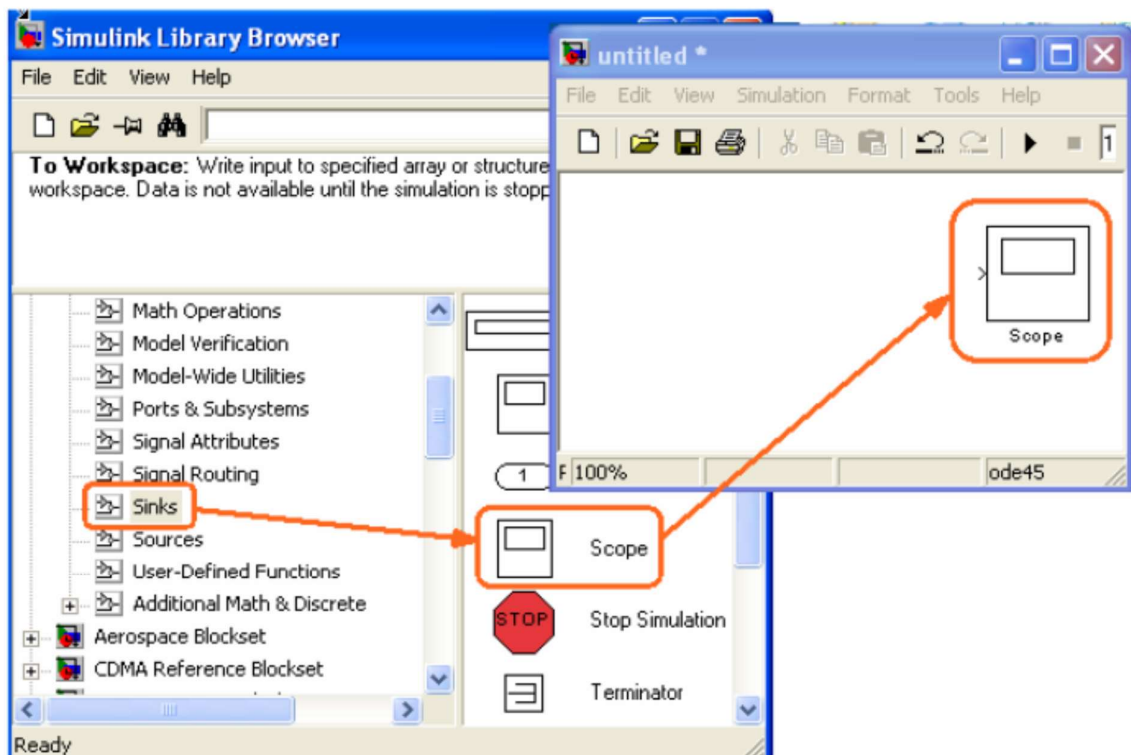 Simulink Library Browser
File Edit View Help
To Workspace: Write input to specified array or structure
workspace. Data is not available until the simulation is stopp
Math Operations
Model Verification
Model-Wide Utilities
Ports & Subsystems
Signal Attributes
Signal Routing
Sinks
Sources
User-Defined Functions
Additional Math & Discrete
Aerospace Blockset
CDMA Reference Blockset
1
Scope
STOP
Stop Simulation
Terminator
Ready
untitled *
File Edit View Simulation Format Tools Help
1
Scope
F 100%
ode45